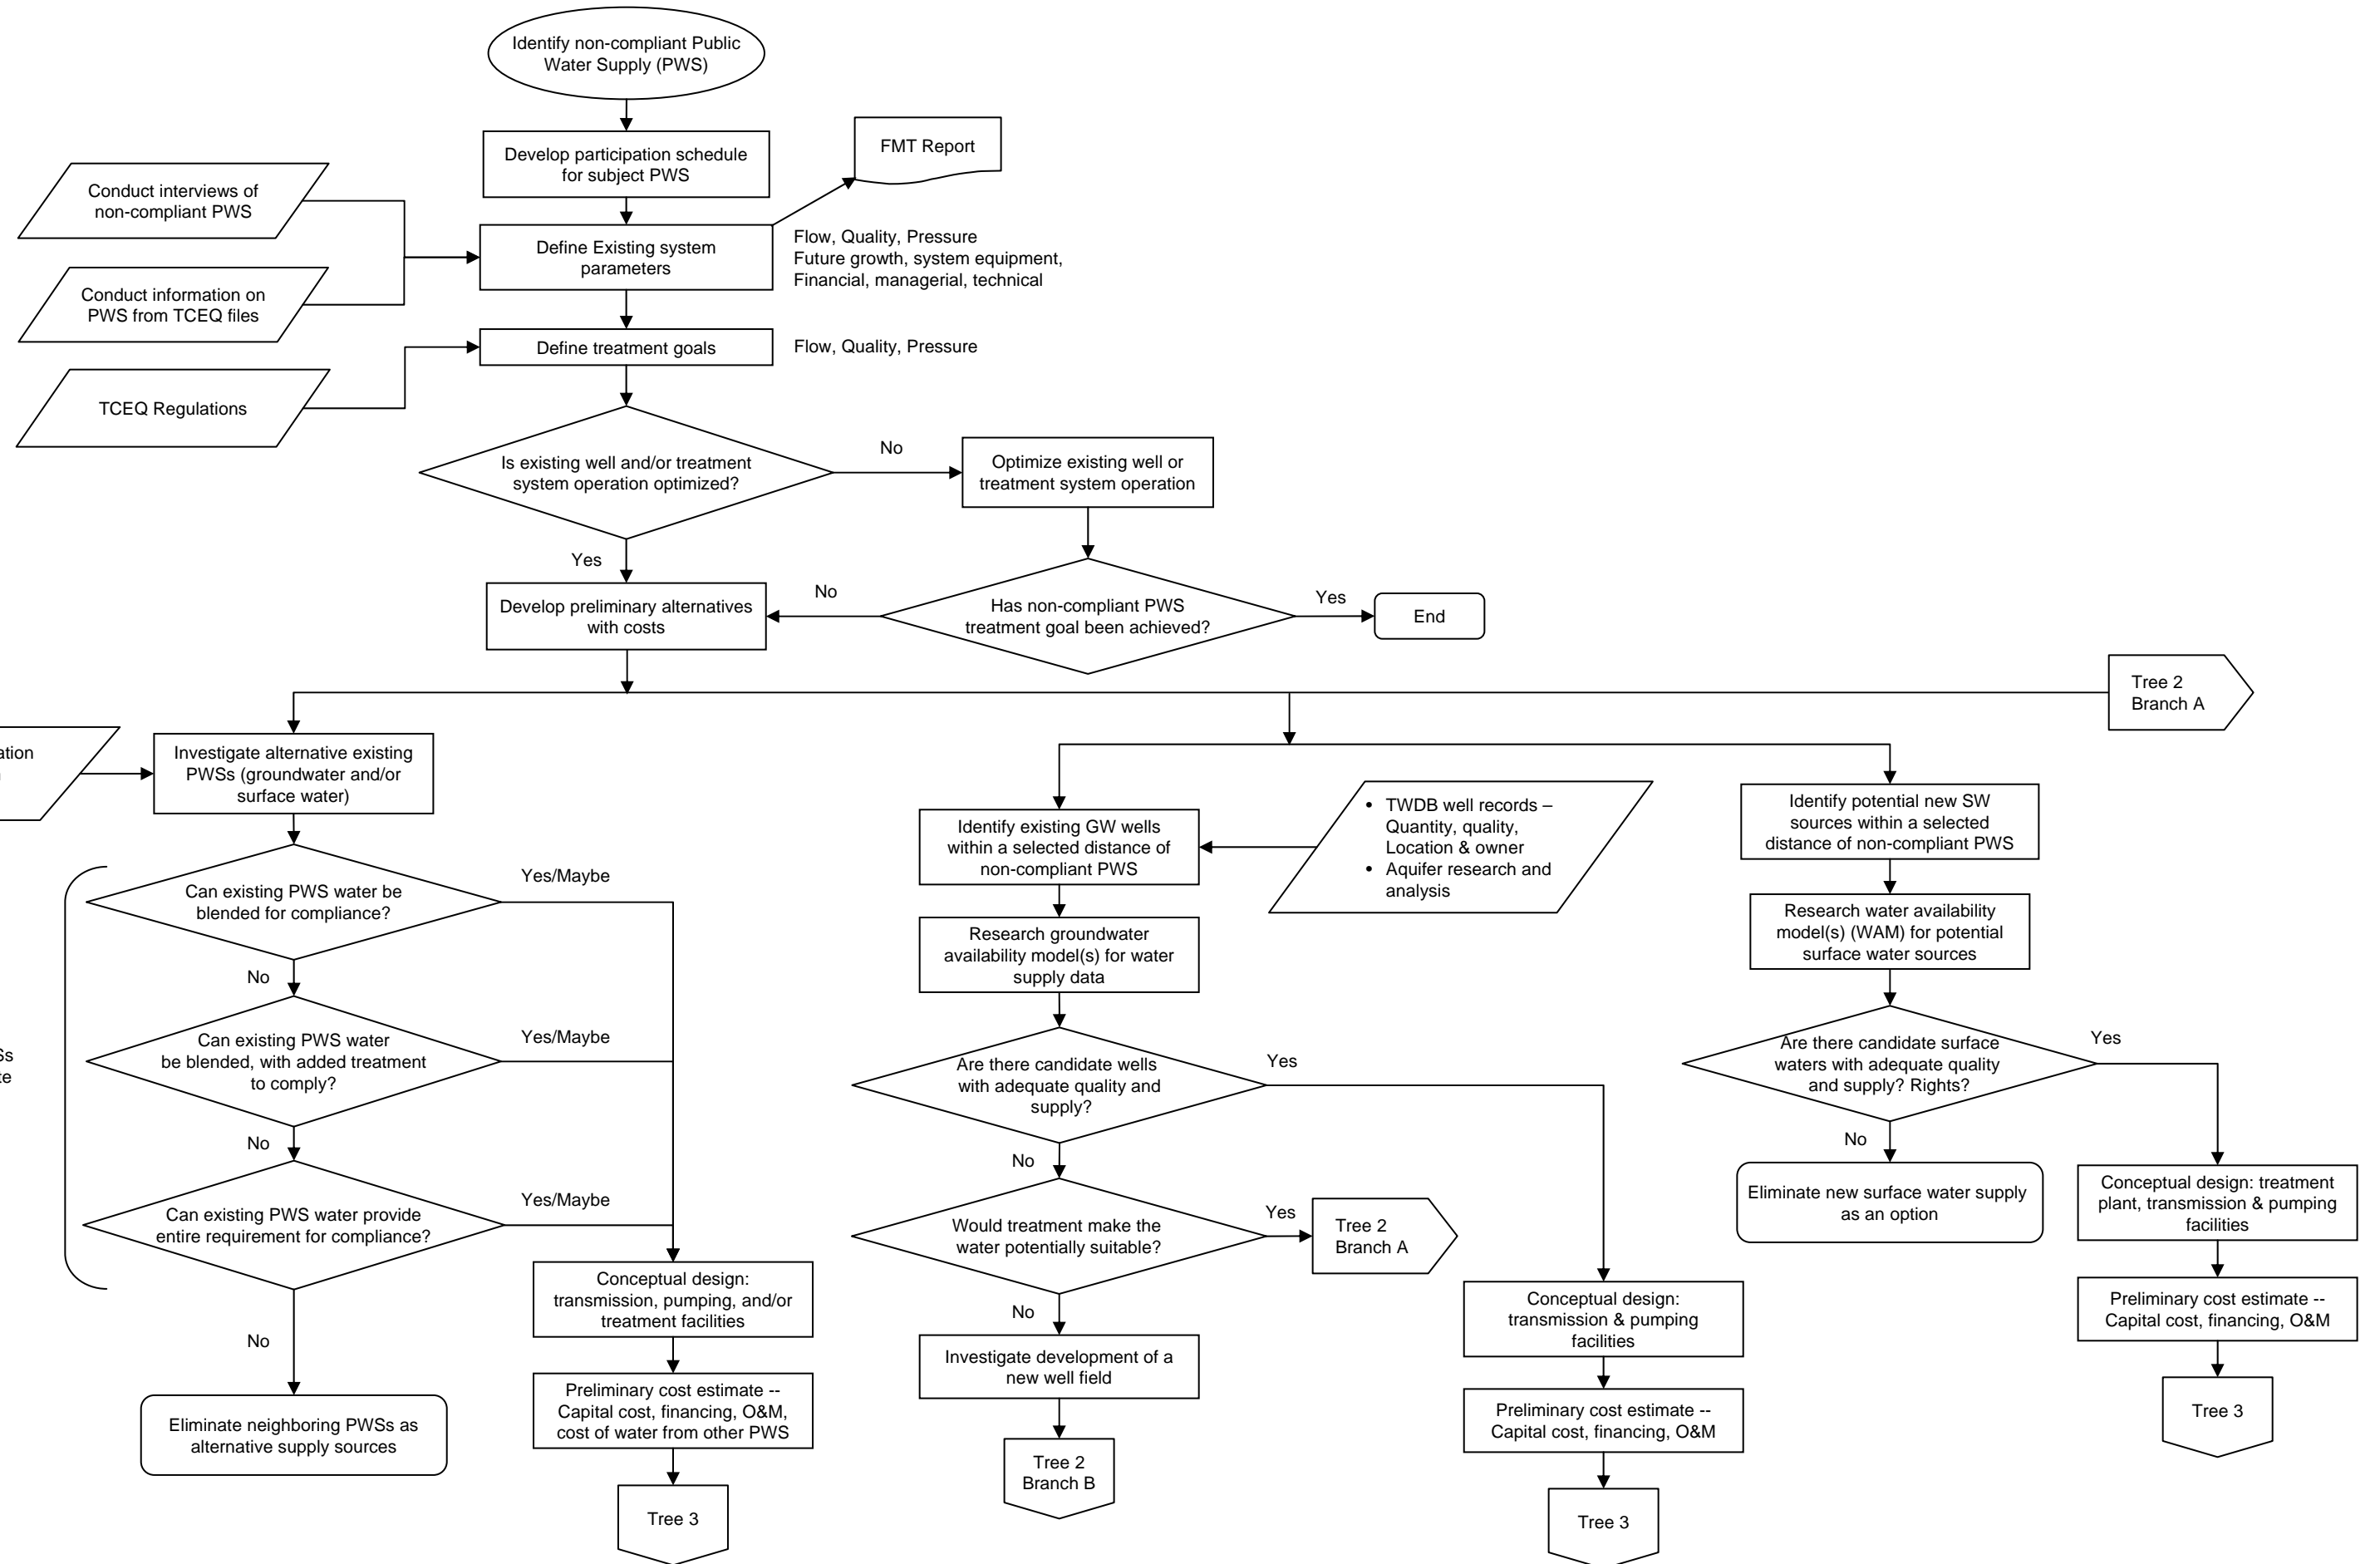 Identify non-compliant Public
Water Supply (PWS)
Develop participation schedule
for subject PWS
FMT Report
Conduct interviews of
non-compliant PWS
Define Existing system
parameters
Flow, Quality, Pressure
Future growth, system equipment,
Financial, managerial, technical
Conduct information on
PWS from TCEQ files
Define treatment goals
Flow, Quality, Pressure
TCEQ Regulations
Is existing well and/or treatment
system operation optimized?
No
Optimize existing well or
treatment system operation
Yes
Develop preliminary alternatives
with costs
No
Has non-compliant PWS
treatment goal been achieved?
Yes
End
Tree 2
Branch A
Investigate alternative existing
PWSs (groundwater and/or
surface water)
Can existing PWS water be
blended for compliance?
Yes/Maybe
No
Can existing PWS water
be blended, with added treatment
to comply?
Yes/Maybe
No
Can existing PWS water provide
entire requirement for compliance?
Yes/Maybe
No
Eliminate neighboring PWSs as
alternative supply sources
Conceptual design:
transmission, pumping, and/or
treatment facilities
Preliminary cost estimate --
Capital cost, financing, O&M,
cost of water from other PWS
Tree 3
Identify existing GW wells
within a selected distance of
non-compliant PWS
• TWDB well records –
Quantity, quality,
Location & owner
• Aquifer research and
analysis
Research groundwater
availability model(s) for water
supply data
Are there candidate wells
with adequate quality and
supply?
Yes
No
Would treatment make the
water potentially suitable?
Yes
Tree 2
Branch A
No
Investigate development of a
new well field
Tree 2
Branch B
Conceptual design:
transmission & pumping
facilities
Preliminary cost estimate --
Capital cost, financing, O&M
Tree 3
Identify potential new SW
sources within a selected
distance of non-compliant PWS
Research water availability
model(s) (WAM) for potential
surface water sources
Are there candidate surface
waters with adequate quality
and supply? Rights?
Yes
No
Eliminate new surface water supply
as an option
Conceptual design: treatment
plant, transmission & pumping
facilities
Preliminary cost estimate --
Capital cost, financing, O&M
Tree 3